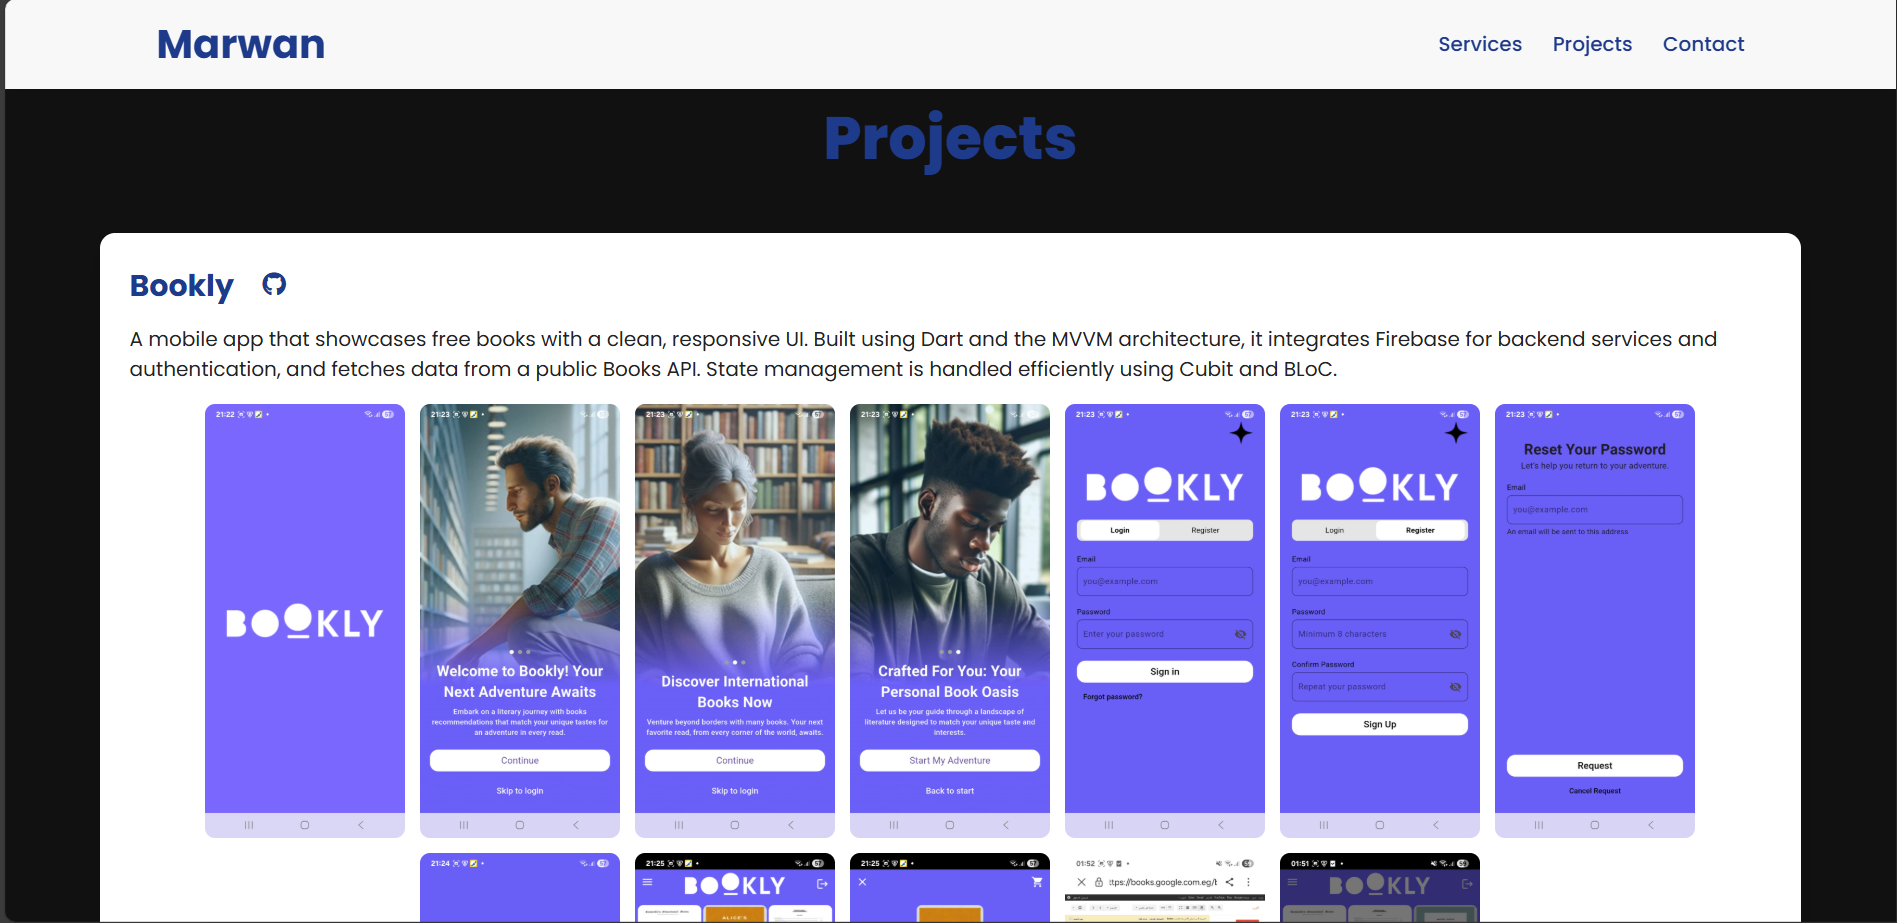 Marwan
Services Projects Contact
Projects
Bookly
A mobile app that showcases free books with a clean, responsive UI. Built using Dart and the MVVM architecture, it integrates Firebase for backend services and
authentication, and fetches data from a public Books API. State management is handled efficiently using Cubit and BLoC.
21:22
BOOKLY
21:23
Welcome to Bookly! Your
Next Adventure Awaits
Embark on a literary journey with books
recommendations that match your unique tastes for
an adventure in every read.
Continue
Skip to login
21:23
Discover International
Books Now
Venture beyond borders with many books. Your next
favorite read, from every corner of the world, awaits.
Continue
Skip to login
21:23
Crafted For You: Your
Personal Book Oasis
Let us be your guide through a landscape of
literature designed to match your unique taste and
interests.
Start My Adventure
Back to start
21:23
BOOKLY
Login Register
Email
you@example.com
Password
Enter your password
Sign in
Forgot password?
21:23
BOOKLY
Login Register
Email
you@example.com
Password
Minimum 8 characters
Confirm Password
Repeat your password
Sign Up
21:23
Reset Your Password
Let's help you return to your adventure.
Email
you@example.com
An email will be sent to this address
Request
Cancel Request
21:24
21:25
BOOKLY
ALICE'S
21:25
01:52
ttps://books.google.com.eg/t
01:51
BOOKLY